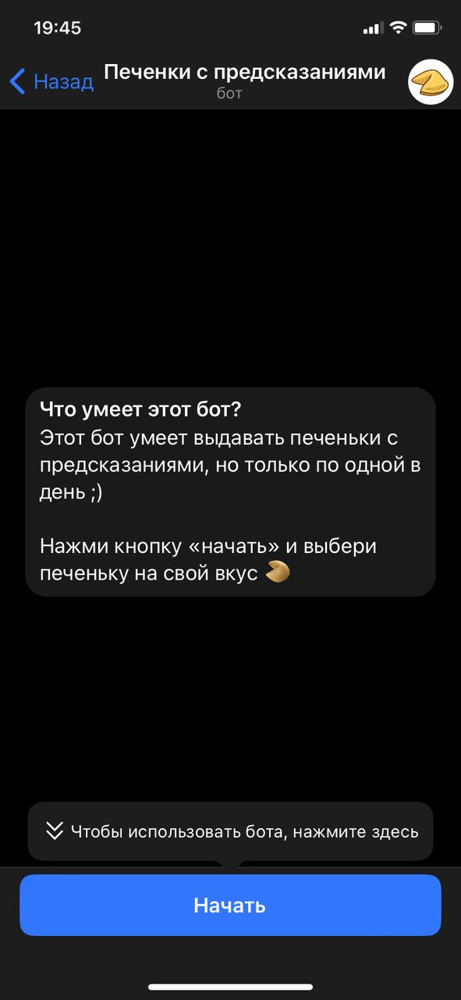 19:45
Назад
Печенки с предсказаниями
бот
Что умеет этот бот?
Этот бот умеет выдавать печеньки с
предсказаниями, но только по одной в
день ;)
Нажми кнопку «начать» и выбери
печеньку на свой вкус 🥠
Чтобы использовать бота, нажмите здесь
Начать